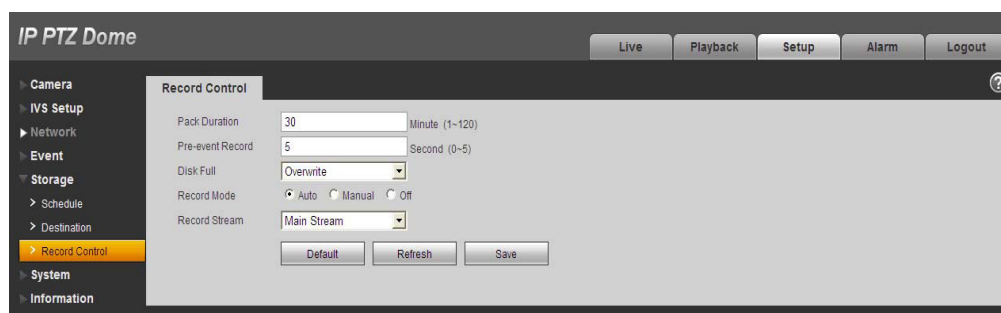 IP PTZ Dome
Live Playback Setup Alarm Logout
Camera
IVS Setup
Network
Event
Storage
Schedule
Destination
Record Control
System
Information
Record Control
?
Pack Duration 30 Minute (1~120)
Pre-event Record 5 Second (0~5)
Disk Full Overwrite
Record Mode Auto Manual Off
Record Stream Main Stream
Default Refresh Save